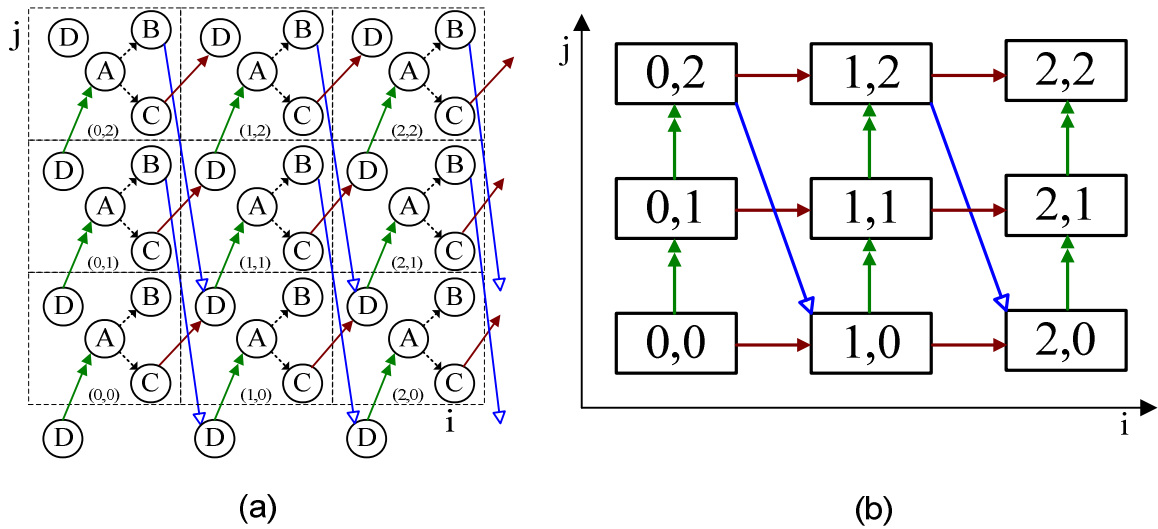 j
D B D B D B
A A A
C C C
(0,2) (1,2) (2,2)
D B D B D B
A A A
C C C
(0,1) (1,1) (2,1)
D B D B D B
A A A
C C C
(0,0) (1,0) (2,0)
i
D D D
(a)
j
0,2 1,2 2,2
0,1 1,1 2,1
0,0 1,0 2,0
i
(b)